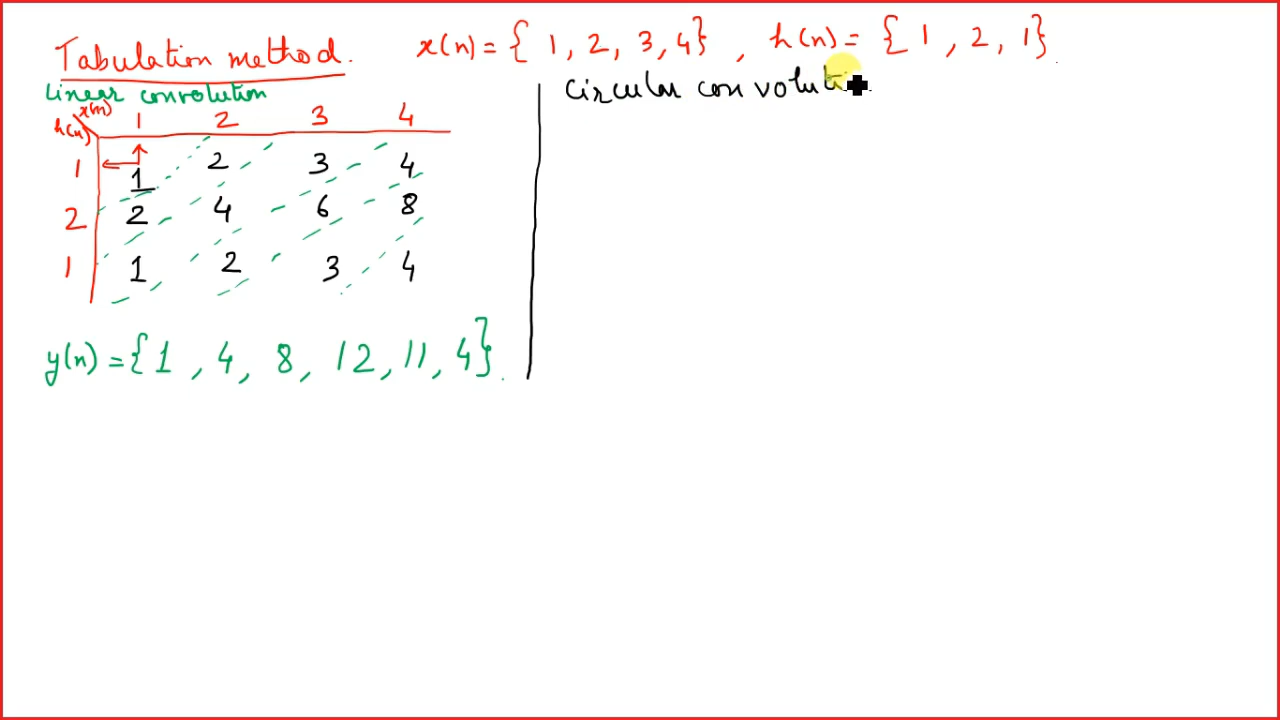 Tabulation method. x(n) = { 1, 2, 3, 4} , h(n) = { 1 , 2, 1}
Linear convolution
circular convoluti
x(n)
h(n)
1 2 3 4
1 1 2 3 4
2 2 4 6 8
1 1 2 3 4
y(n) = {1 , 4, 8, 12, 11, 4}.